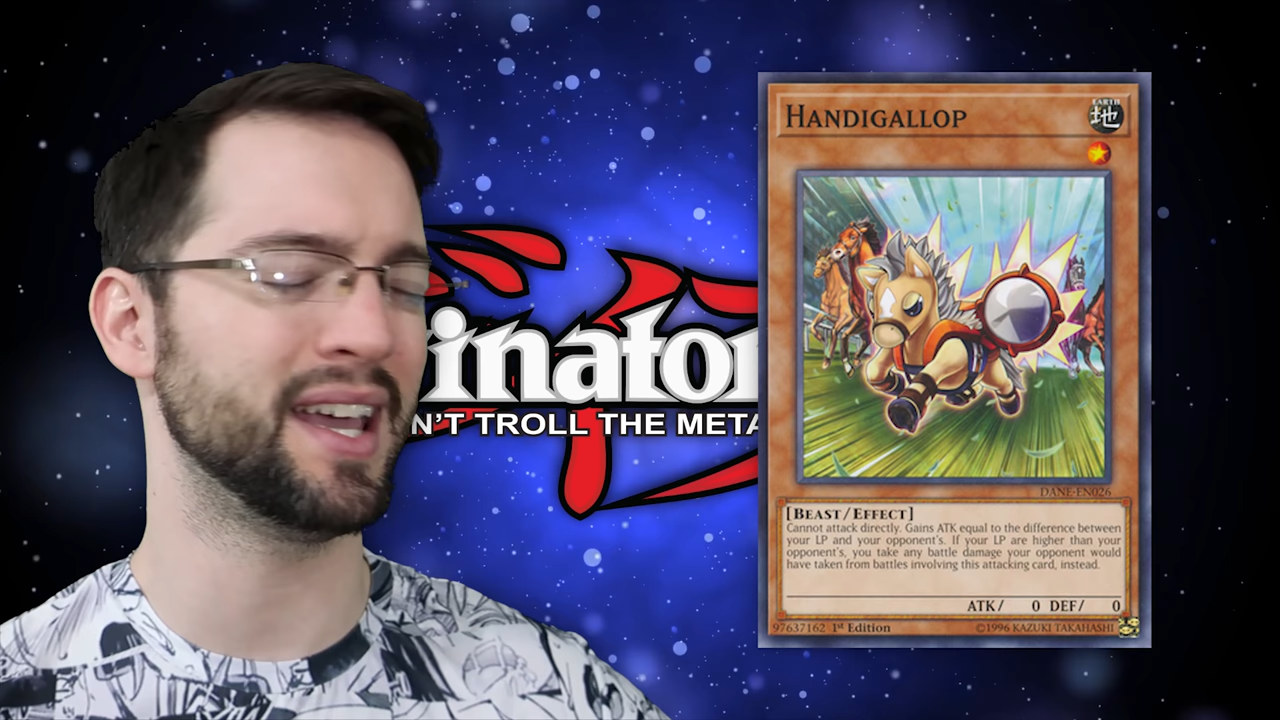 HANDIGALLOP
EARTH
地
inator
N'T TROLL THE META
DANE-EN026
[BEAST/EFFECT]
Cannot attack directly. Gains ATK equal to the difference between
your LP and your opponent's. If your LP are higher than your
opponent's, you take any battle damage your opponent would
have taken from battles involving this attacking card, instead.
ATK/ 0 DEF/ 0
97637162 1st Edition ©1996 KAZUKI TAKAHASHI